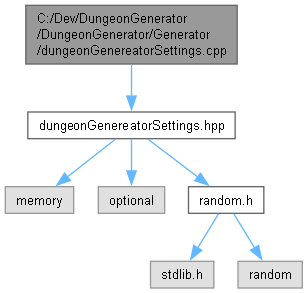 C:/Dev/DungeonGenerator
/DungeonGenerator/Generator
/dungeonGenereatorSettings.cpp
dungeonGenereatorSettings.hpp
memory
optional
random.h
stdlib.h
random